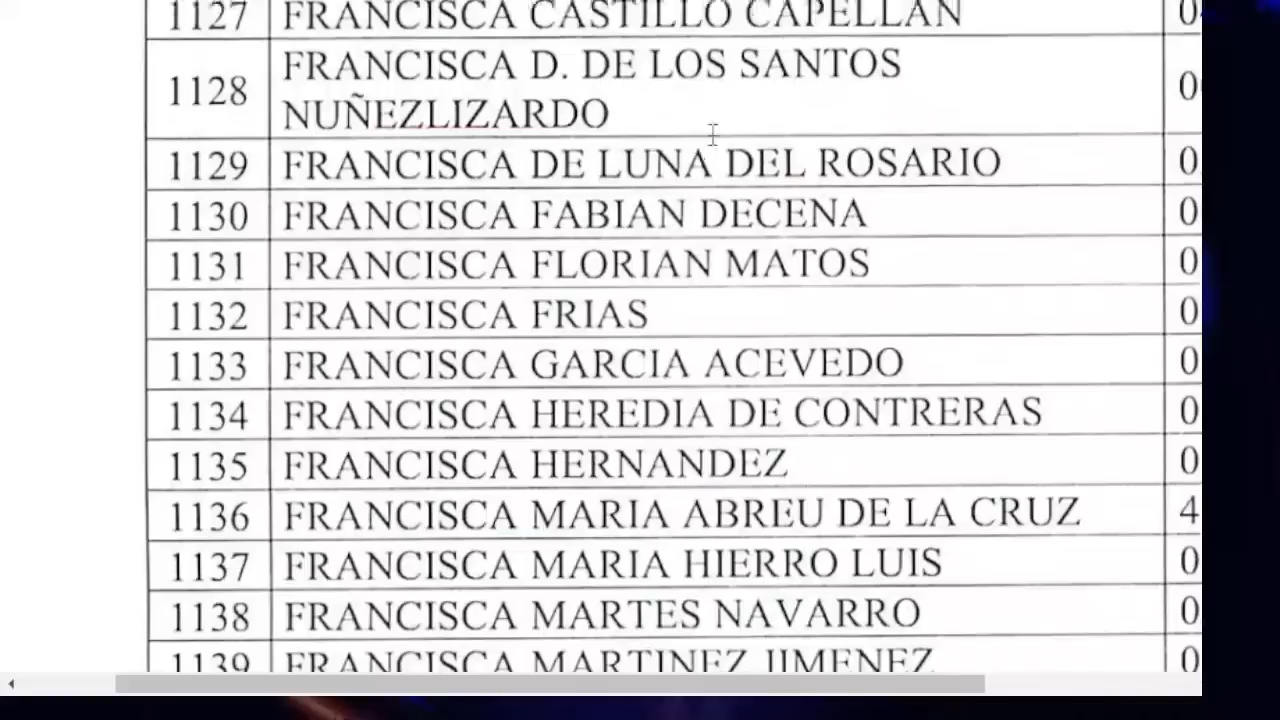 1127 FRANCISCA CASTILLO CAPELLAN 0
1128 FRANCISCA D. DE LOS SANTOS 0
NUÑEZLIZARDO
1129 FRANCISCA DE LUNA DEL ROSARIO 0
1130 FRANCISCA FABIAN DECENA 0
1131 FRANCISCA FLORIAN MATOS 0
1132 FRANCISCA FRIAS 0
1133 FRANCISCA GARCIA ACEVEDO 0
1134 FRANCISCA HEREDIA DE CONTRERAS 0
1135 FRANCISCA HERNANDEZ 0
1136 FRANCISCA MARIA ABREU DE LA CRUZ 4
1137 FRANCISCA MARIA HIERRO LUIS 0
1138 FRANCISCA MARTES NAVARRO 0
1139 FRANCISCA MARTINEZ JIMENEZ 0